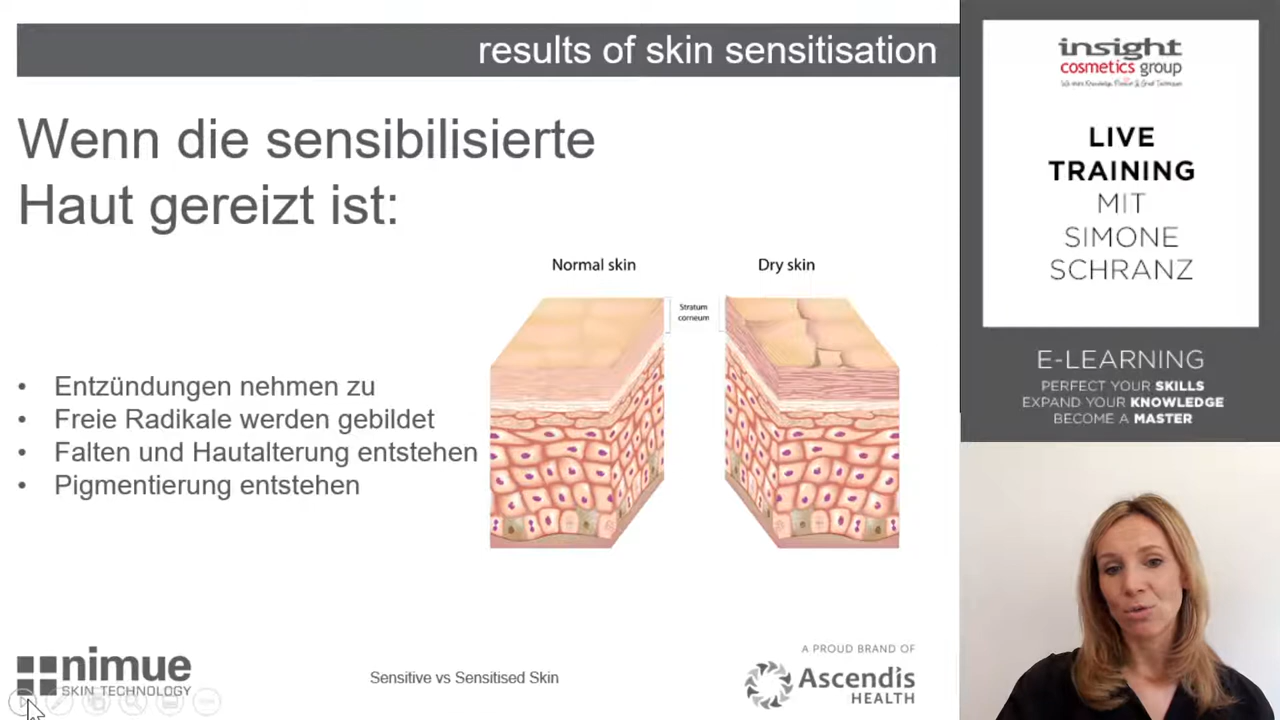 results of skin sensitisation
Wenn die sensibilisierte
Haut gereizt ist:
Normal skin
Dry skin
Stratum
corneum
• Entzündungen nehmen zu
• Freie Radikale werden gebildet
• Falten und Hautalterung entstehen
• Pigmentierung entstehen
nimue
SKIN TECHNOLOGY
Sensitive vs Sensitised Skin
A PROUD BRAND OF
Ascendis
HEALTH
insight
cosmetics group
LIVE
TRAINING
MIT
SIMONE
SCHRANZ
E-LEARNING
PERFECT YOUR SKILLS
EXPAND YOUR KNOWLEDGE
BECOME A MASTER